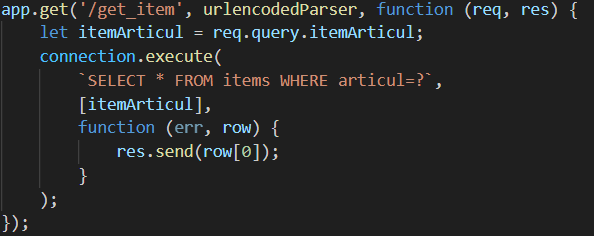 app.get('/get_item', urlencodedParser, function (req, res) {
    let itemArticul = req.query.itemArticul;
    connection.execute(
        `SELECT * FROM items WHERE articul=?`,
        [itemArticul],
        function (err, row) {
            res.send(row[0]);
        }
    );
});